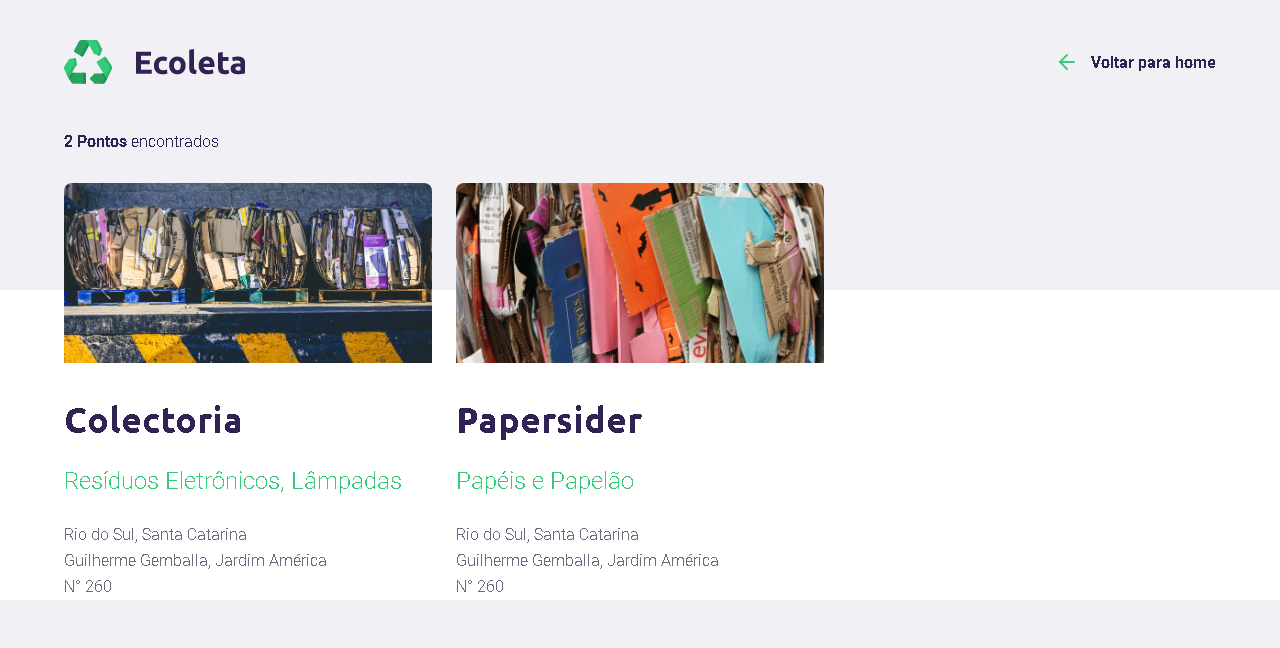 Ecoleta
Voltar para home
2 Pontos encontrados
Colectoria
Resíduos Eletrônicos, Lâmpadas
Rio do Sul, Santa Catarina
Guilherme Gemballa, Jardim América
N° 260
Papersider
Papéis e Papelão
Rio do Sul, Santa Catarina
Guilherme Gemballa, Jardim América
N° 260